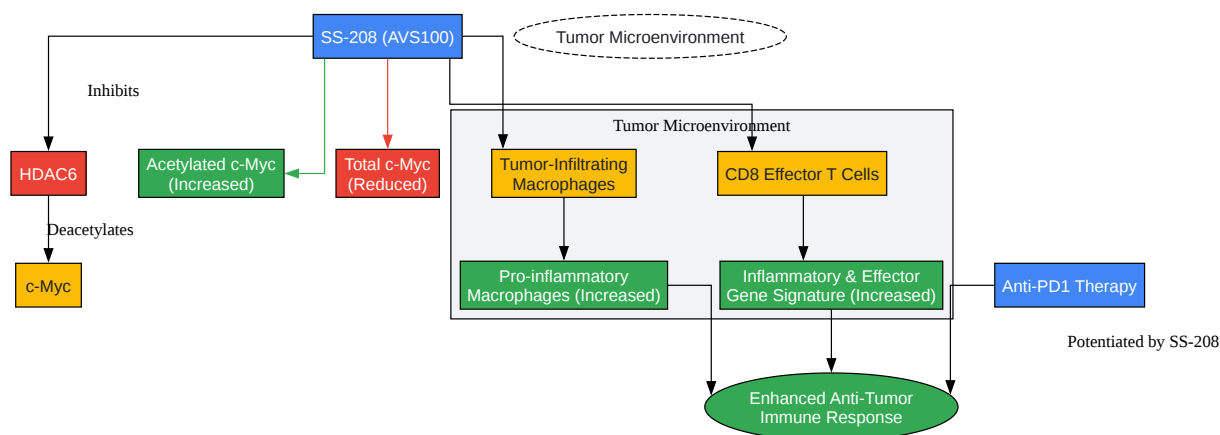 SS-208 (AVS100)
Tumor Microenvironment
Inhibits
Tumor Microenvironment
HDAC6
Acetylated c-Myc
(Increased)
Total c-Myc
(Reduced)
Tumor-Infiltrating
Macrophages
CD8 Effector T Cells
Deacetylates
c-Myc
Pro-inflammatory
Macrophages (Increased)
Inflammatory & Effector
Gene Signature (Increased)
Anti-PD1 Therapy
Potentiated by SS-208
Enhanced Anti-Tumor
Immune Response